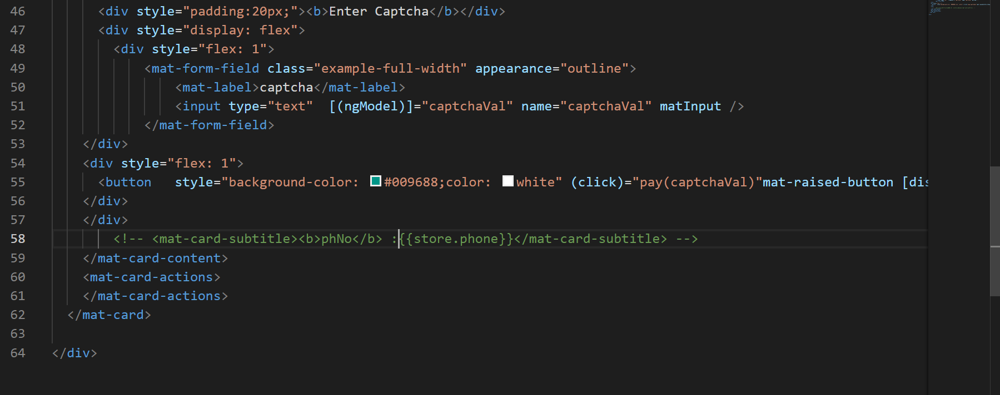 46 <div style="padding:20px;"><b>Enter Captcha</b></div>
47 <div style="display: flex">
48 <div style="flex: 1">
49 <mat-form-field class="example-full-width" appearance="outline">
50 <mat-label>captcha</mat-label>
51 <input type="text"  [(ngModel)]="captchaVal" name="captchaVal" matInput />
52 </mat-form-field>
53 </div>
54 <div style="flex: 1">
55 <button   style="background-color: #009688;color: white" (click)="pay(captchaVal)"mat-raised-button [dis
56 </div>
57 </div>
58 <!-- <mat-card-subtitle><b>phNo</b> :{{store.phone}}</mat-card-subtitle> -->
59 </mat-card-content>
60 <mat-card-actions>
61 </mat-card-actions>
62 </mat-card>
63
64 </div>